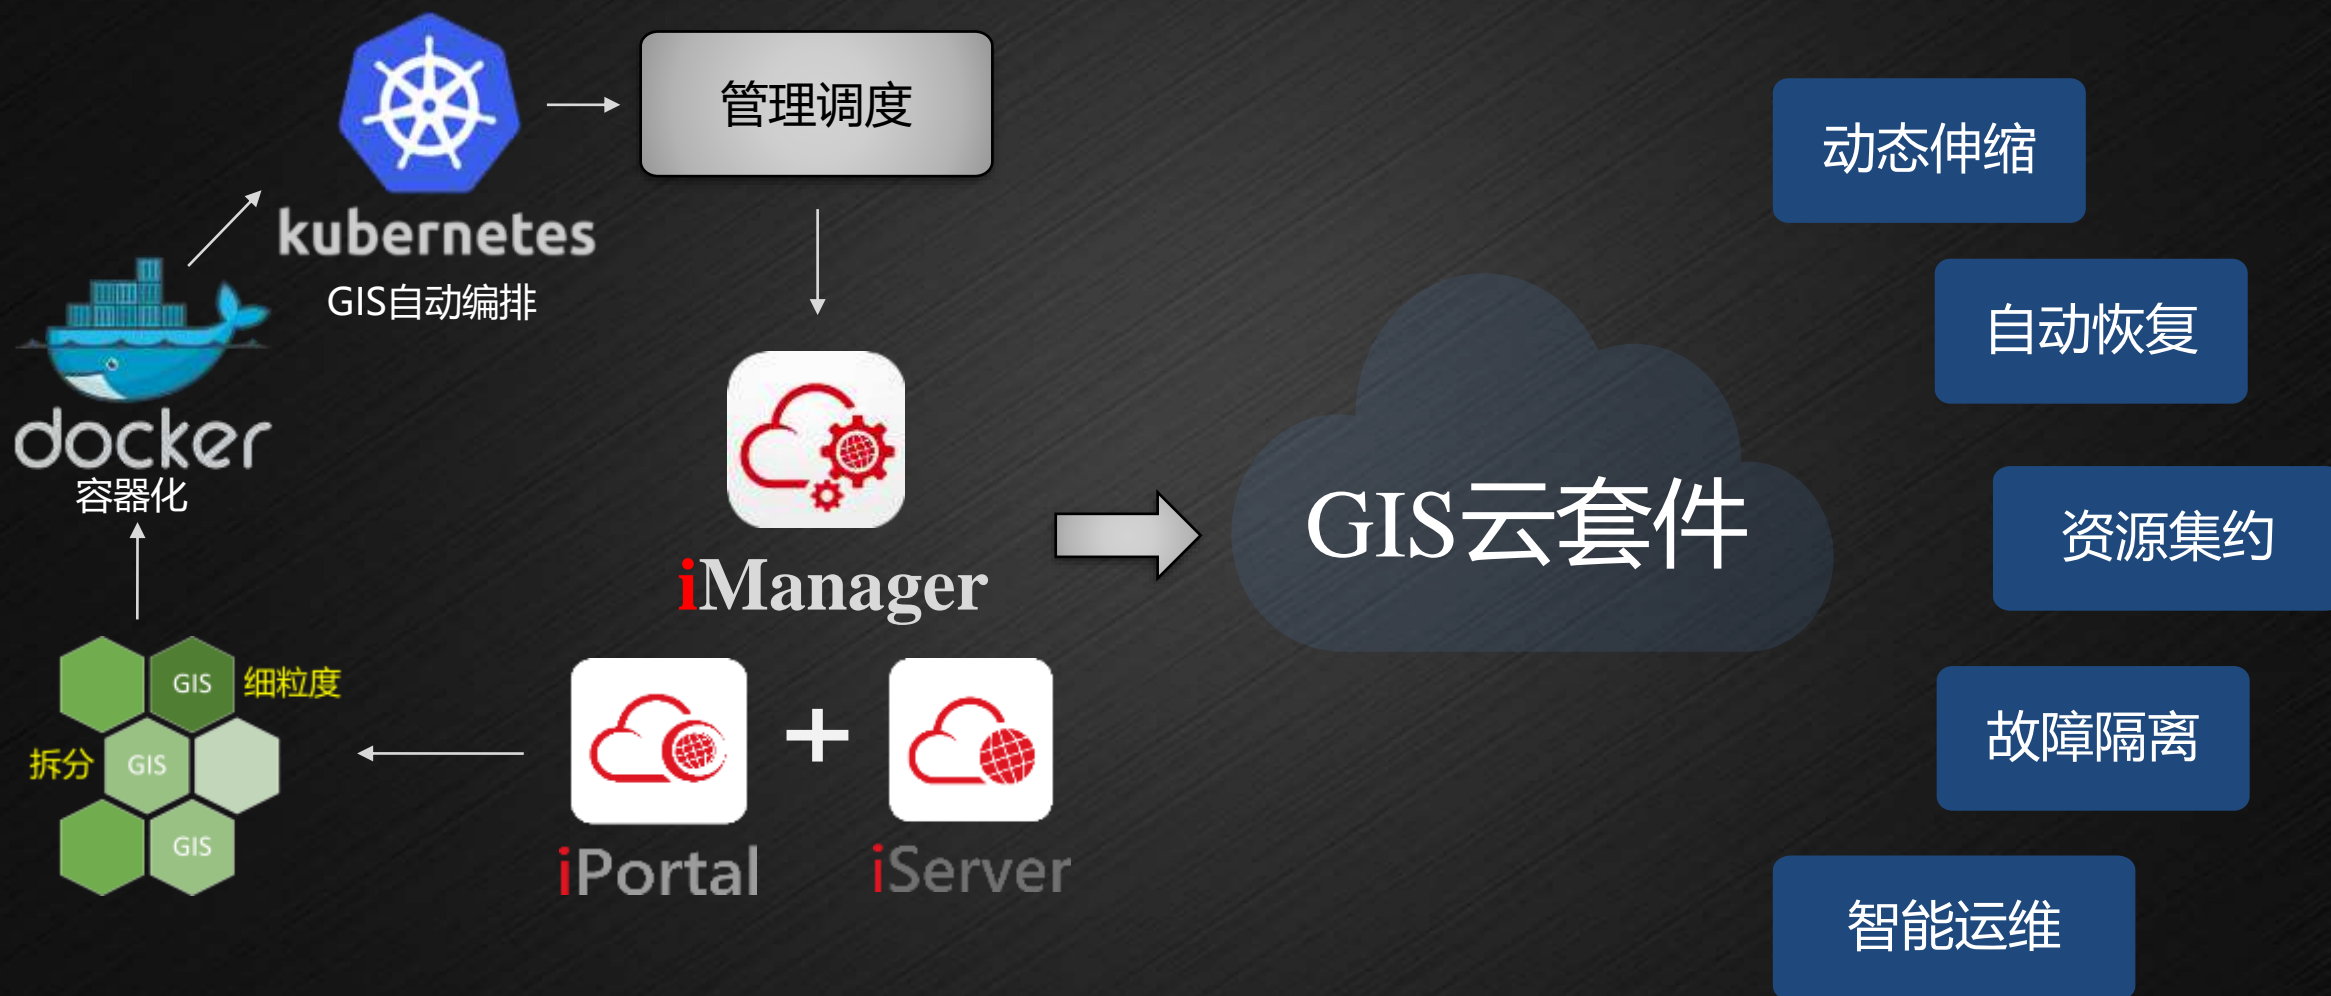 kubernetes
GIS自动编排
管理调度
docker
容器化
GIS
细粒度
拆分
GIS
GIS
iManager
iPortal
+
iServer
GIS云套件
动态伸缩
自动恢复
资源集约
故障隔离
智能运维